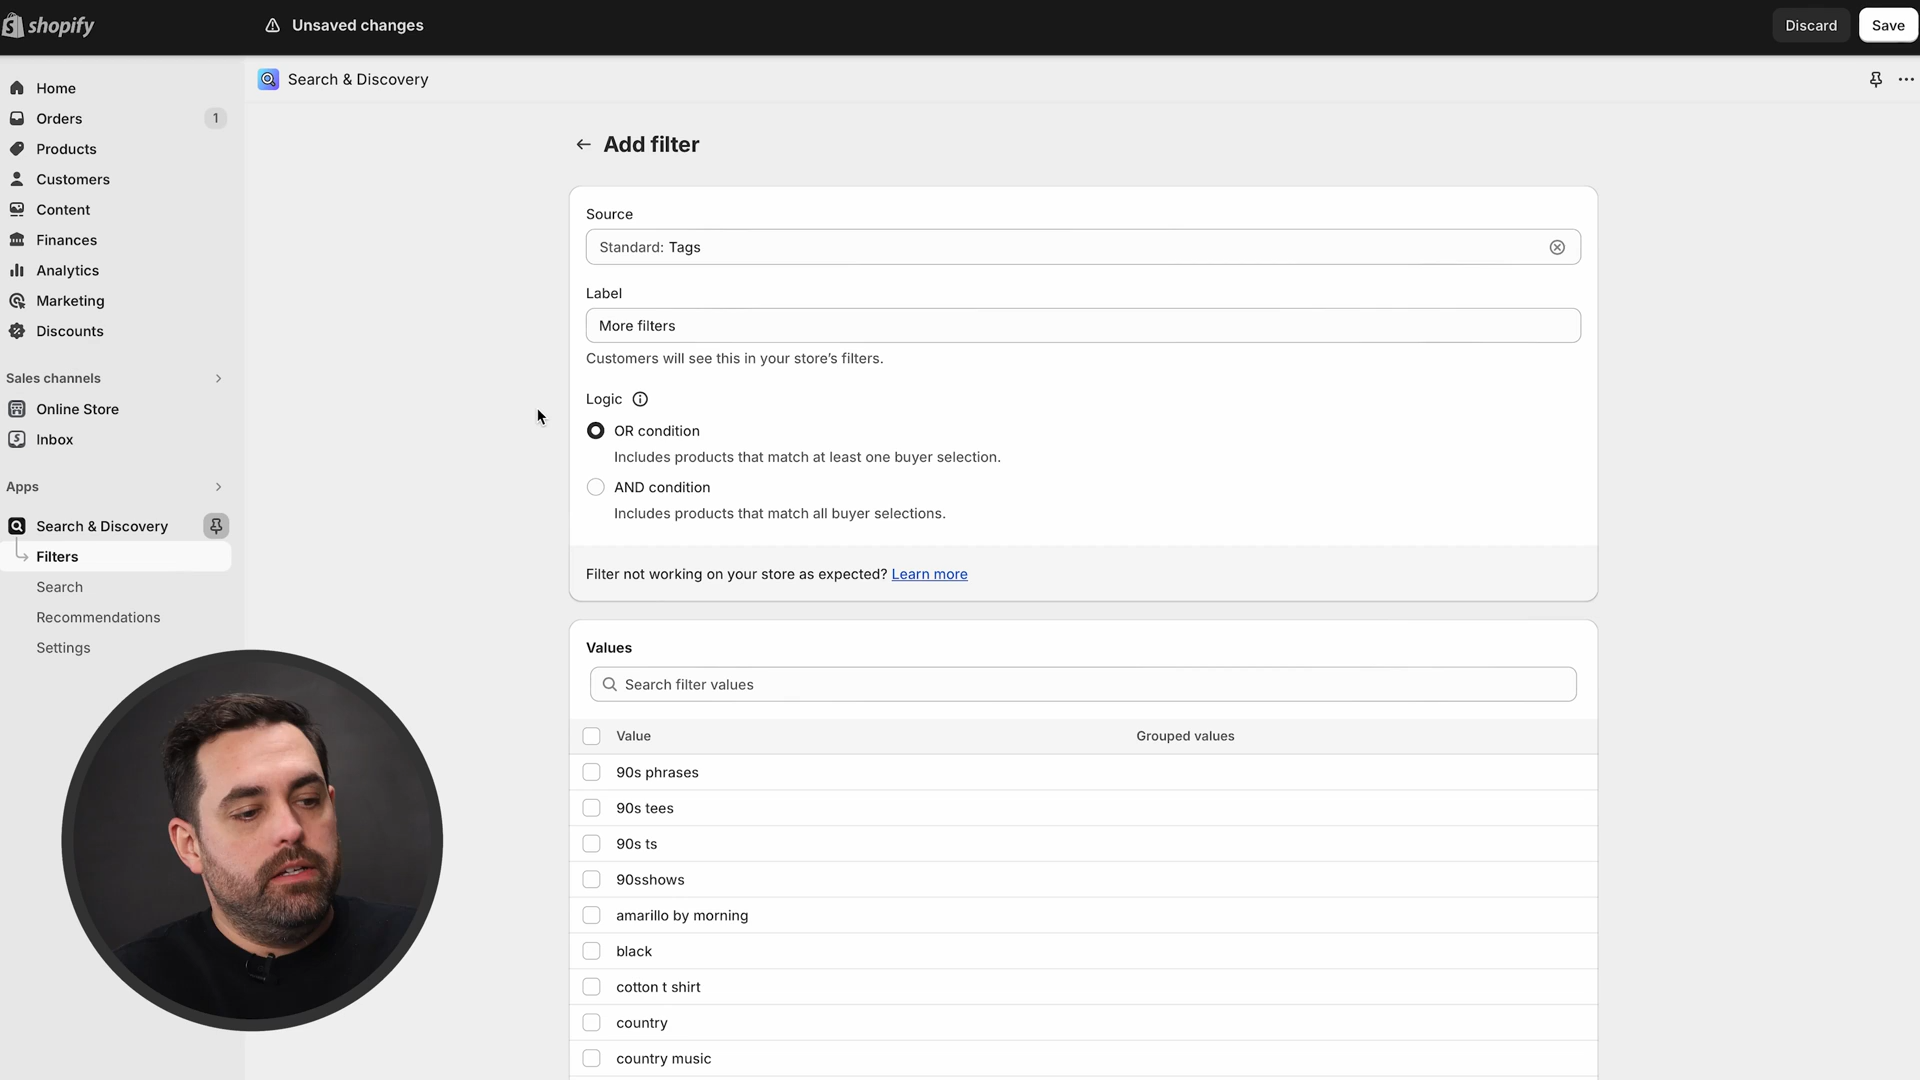 shopify
Unsaved changes
Discard
Save
Home
Orders
1
Products
Customers
Content
Finances
Analytics
Marketing
Discounts
Sales channels
Online Store
Inbox
Apps
Search & Discovery
Filters
Search
Recommendations
Settings
Search & Discovery
Add filter
Source
Standard: Tags
Label
More filters
Customers will see this in your store’s filters.
Logic
OR condition
Includes products that match at least one buyer selection.
AND condition
Includes products that match all buyer selections.
Filter not working on your store as expected? Learn more
Values
Search filter values
Value Grouped values
90s phrases
90s tees
90s ts
90sshows
amarillo by morning
black
cotton t shirt
country
country music